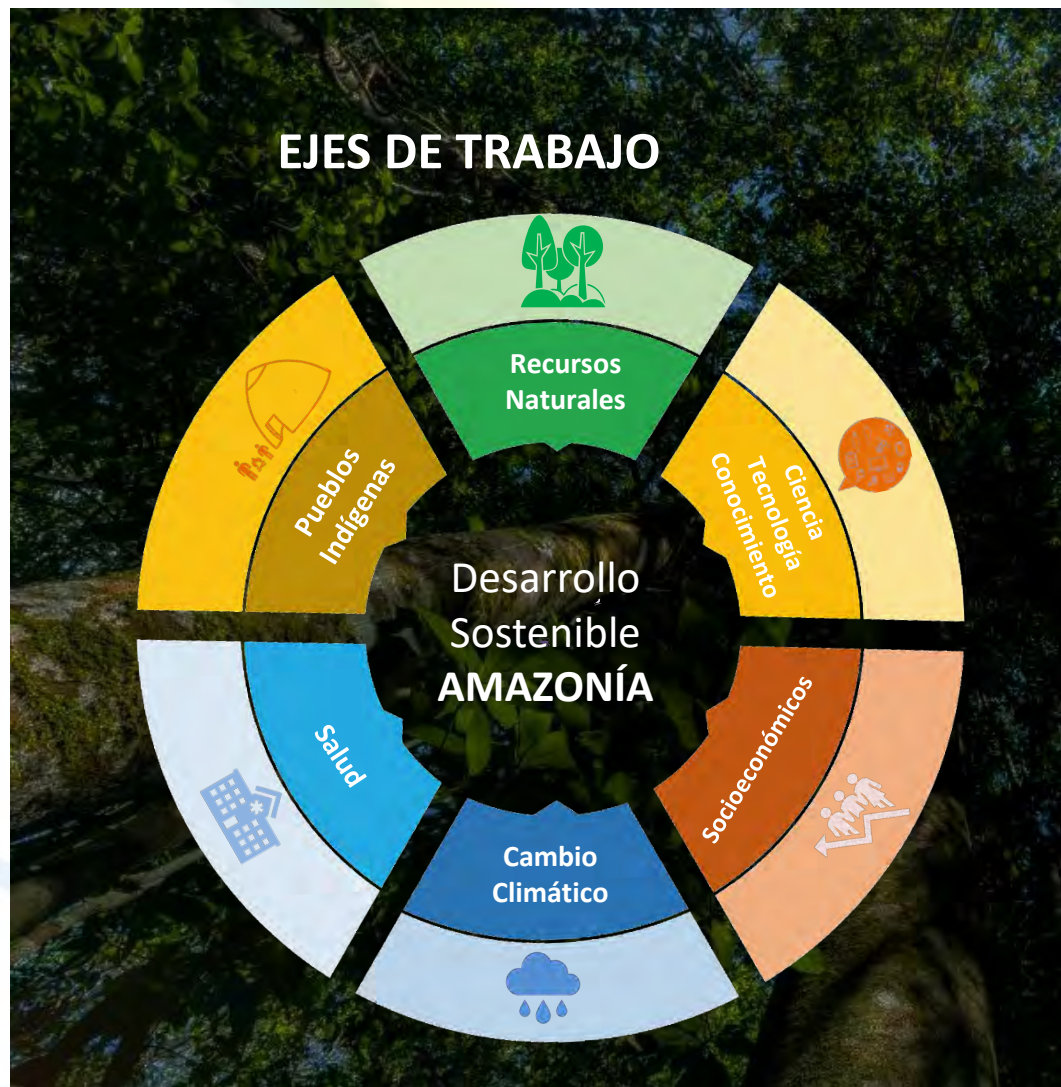 EJES DE TRABAJO
Recursos
Naturales
Ciencia
Tecnología
Conocimiento
Socioeconómicos
Cambio
Climático
Salud
Pueblos
Indígenas
Desarrollo
Sostenible
AMAZONÍA